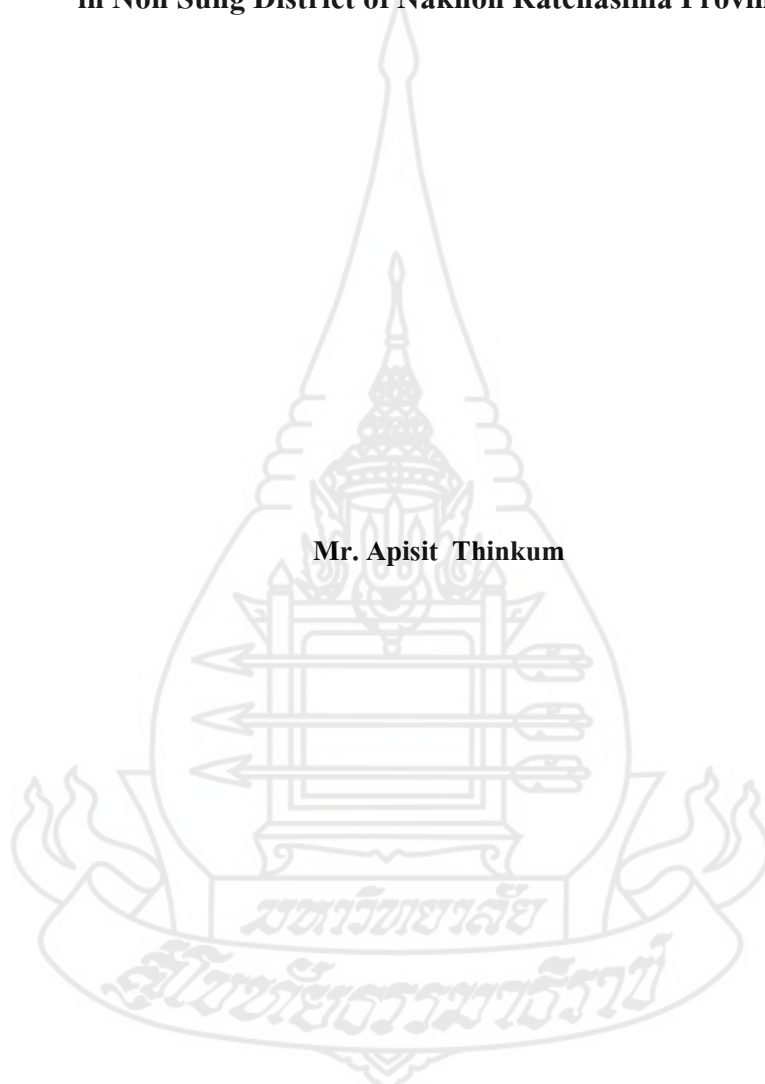 in Non Sung District of Nakhon Ratchasima Provin
Mr. Apisit Thinkum
มหาวิทยาลัย
สุโขทัยธรรมาธิราช